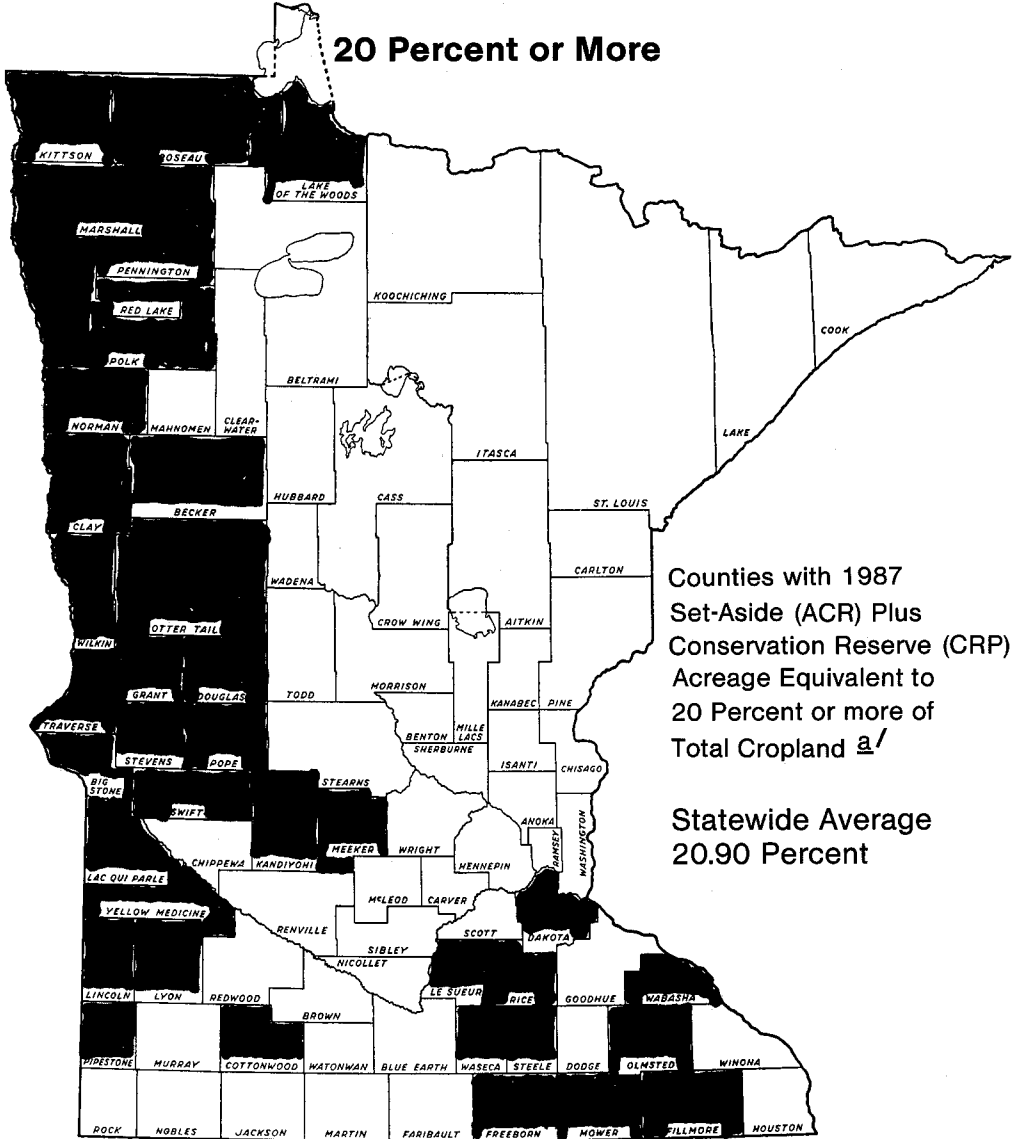 20 Percent or More
KITTSON
OSEAU
LAKE
OF THE WOODS
MARSHALL
PENNINGTON
KOOCHICHING
RED LAKE
COOK
POLK
BELTRAMI
NORMAN
MAHNOMEN
CLEAR-
WATER
LAKE
ITASCA
HUBBARD
CASS
ST. LOUIS
BECKER
CLAY
CARLTON
WADENA
Counties with 1987
Set-Aside (ACR) Plus
Conservation Reserve (CRP)
Acreage Equivalent to
20 Percent or more of
Total Cropland a/
CROW WING
AITKIN
OTTER TAIL
WILKIN
GRANT
DOUGLAS
TODD
MORRISON
KANABEC
PINE
TRAVERSE
MILLE
LACS
BENTON
SHERBURNE
STEVENS
POPE
ISANTI
CHISAGO
BIG
STONE
STEARNS
SWIFT
ANOKA
RAMSEY
WASHINGTON
Statewide Average
20.90 Percent
MEEKER
WRIGHT
CHIPPEWA
KANDIYOHI
HENNEPIN
LAC QUI PARLE
McLEOD
CARVER
YELLOW MEDICINE
RENVILLE
SCOTT
DAKOTA
SIBLEY
NICOLLET
LE SUEUR
RICE
GOODHUE
WABASHA
LINCOLN
LYON
REDWOOD
BROWN
PIPESTONE
MURRAY
COTTONWOOD
WATONWAN
BLUE EARTH
WASECA
STEELE
DODGE
OLMSTED
WINONA
ROCK
NOBLES
JACKSON
MARTIN
FARIBAULT
FREEBORN
MOWER
FILLMORE
HOUSTON